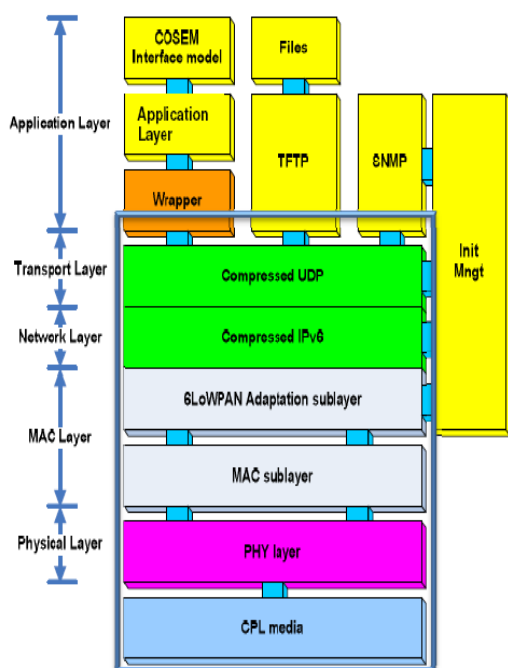 COSEM
Interface model
Files
Application Layer
Application
Layer
TFTP
SNMP
Wrapper
Init
Mngt
Transport Layer
Compressed UDP
Network Layer
Compressed IPv6
MAC Layer
6LoWPAN Adaptation sublayer
MAC sublayer
Physical Layer
PHY layer
CPL media